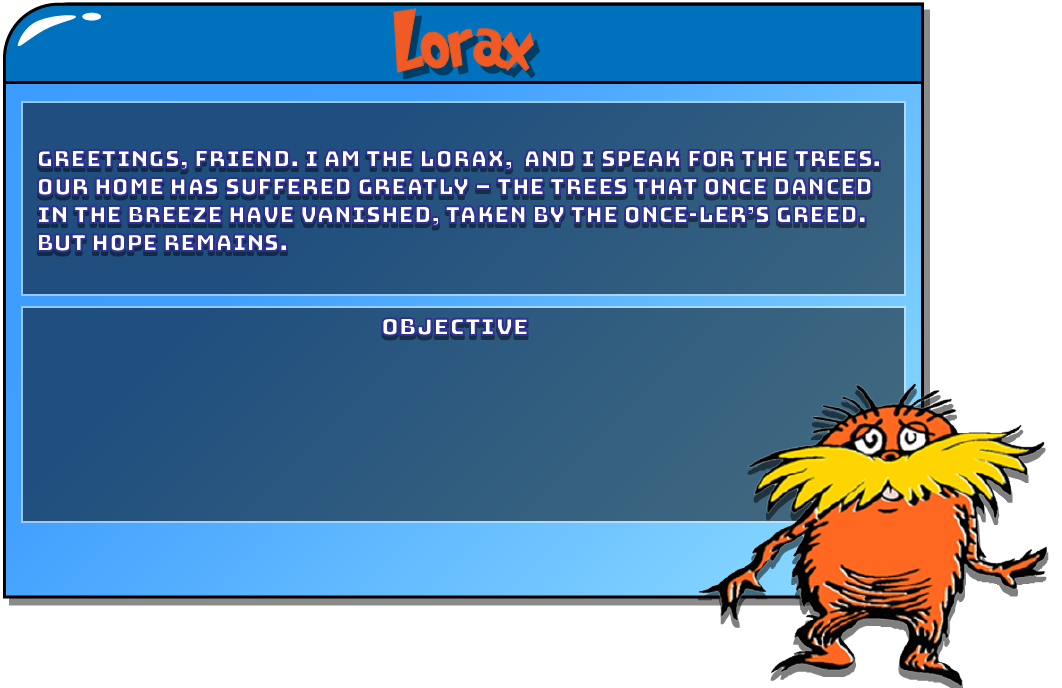 Lorax
GREETINGS, FRIEND. I AM THE LORAX, AND I SPEAK FOR THE TREES.
OUR HOME HAS SUFFERED GREATLY – THE TREES THAT ONCE DANCED
IN THE BREEZE HAVE VANISHED, TAKEN BY THE ONCE-LER'S GREED.
BUT HOPE REMAINS.
OBJECTIVE